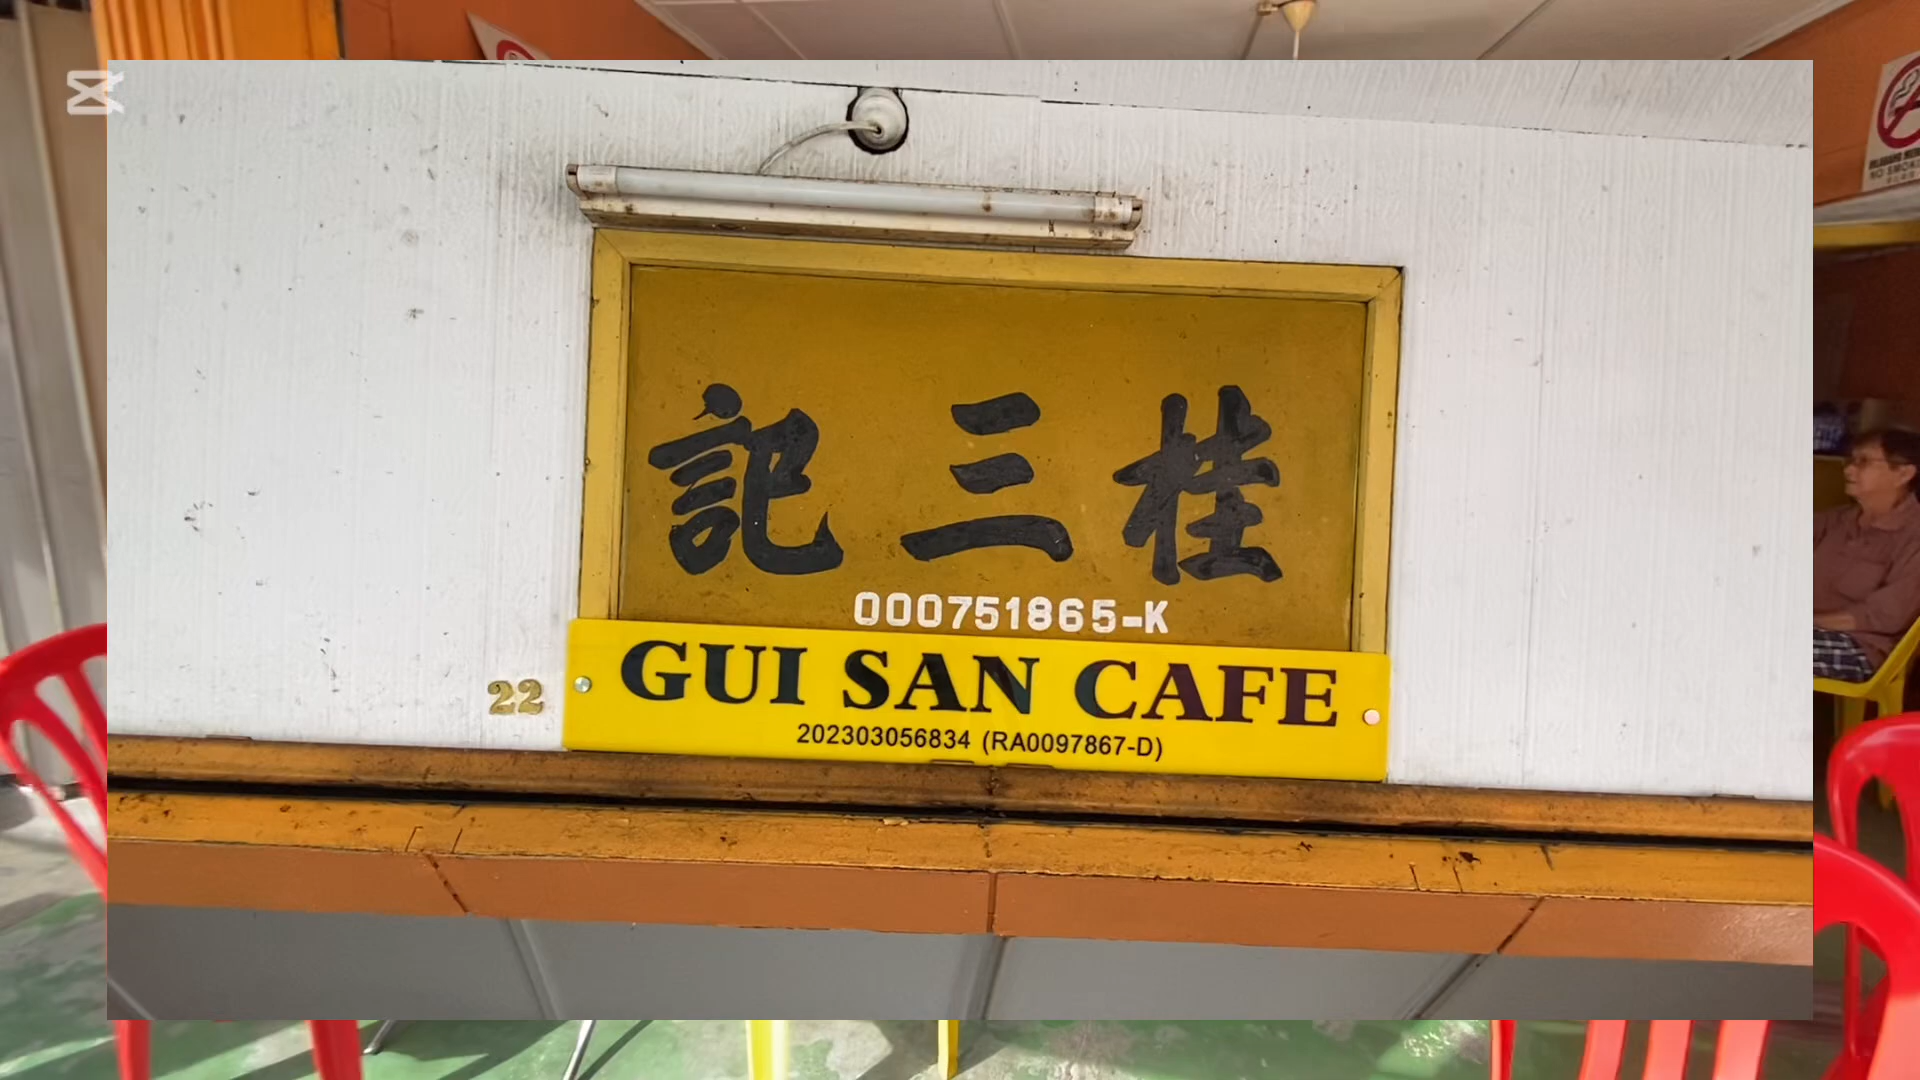 記三桂
000751865-K
GUI SAN CAFE
202303056834 (RA0097867-D)
22